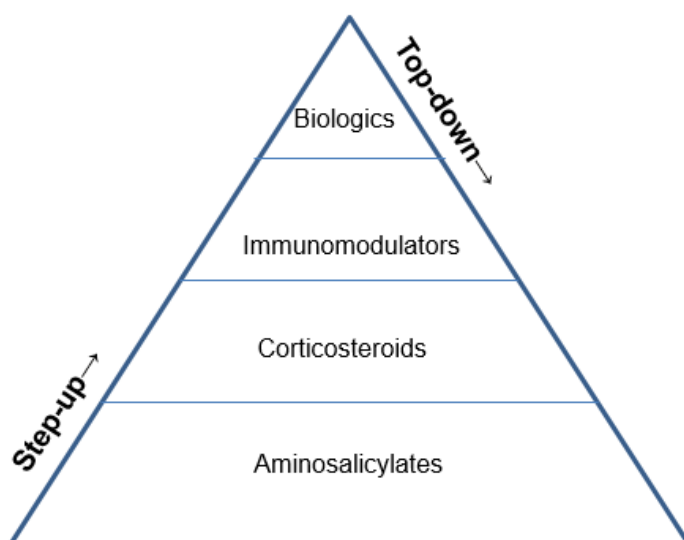 Top-down→
Biologics
Immunomodulators
Corticosteroids
Step-up→
Aminosalicylates